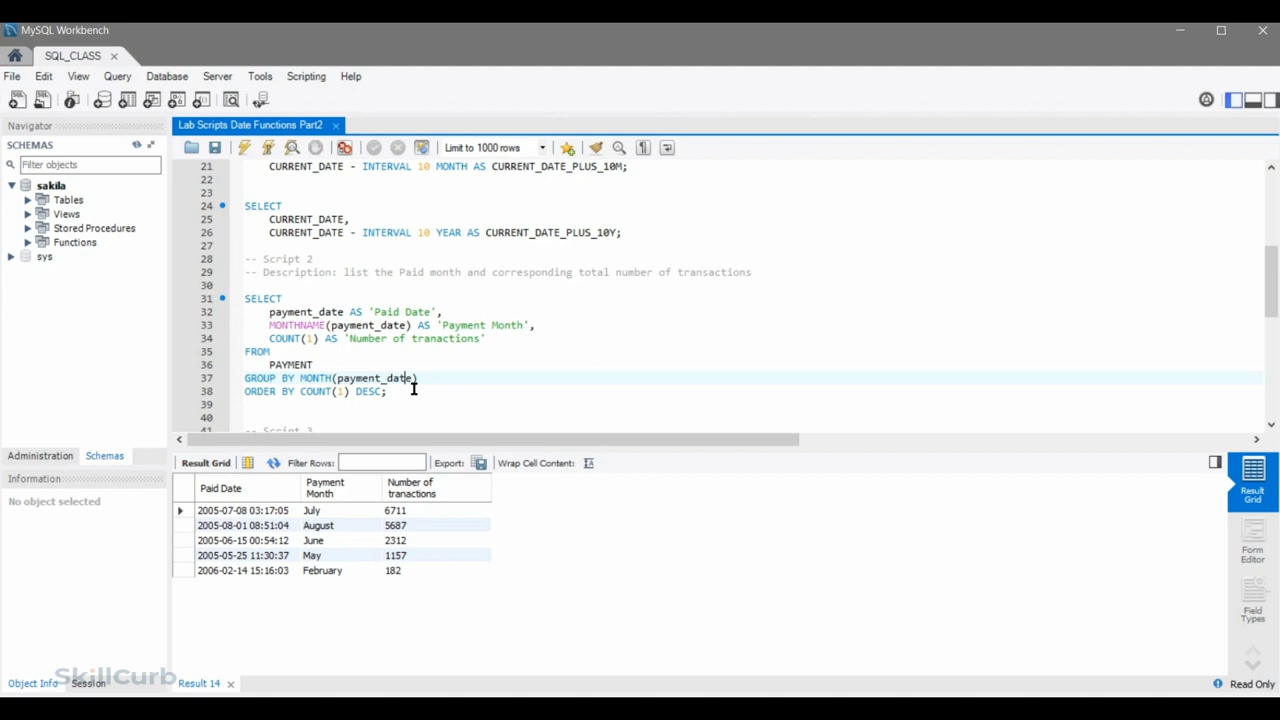 MySQL Workbench
SQL_CLASS
File Edit View Query Database Server Tools Scripting Help
Navigator
SCHEMAS
Filter objects
sakila
Tables
Views
Stored Procedures
Functions
sys
Administration Schemas
Information
No object selected
Object Info Session
SkillCurb
Lab Scripts Date Functions Part2
Limit to 1000 rows
21 CURRENT_DATE - INTERVAL 10 MONTH AS CURRENT_DATE_PLUS_10M;
22
23
24 SELECT
25 CURRENT_DATE,
26 CURRENT_DATE - INTERVAL 10 YEAR AS CURRENT_DATE_PLUS_10Y;
27
28 -- Script 2
29 -- Description: list the Paid month and corresponding total number of transactions
30
31 SELECT
32 payment_date AS 'Paid Date',
33 MONTHNAME(payment_date) AS 'Payment Month',
34 COUNT(1) AS 'Number of tranactions'
35 FROM
36 PAYMENT
37 GROUP BY MONTH(payment_date)
38 ORDER BY COUNT(1) DESC;
39
40
41 -- Script 3
Result Grid Filter Rows: Export: Wrap Cell Content:
Paid Date Payment Month Number of tranactions
2005-07-08 03:17:05 July 6711
2005-08-01 08:51:04 August 5687
2005-06-15 00:54:12 June 2312
2005-05-25 11:30:37 May 1157
2006-02-14 15:16:03 February 182
Result Grid
Form Editor
Field Types
Result 14
Read Only